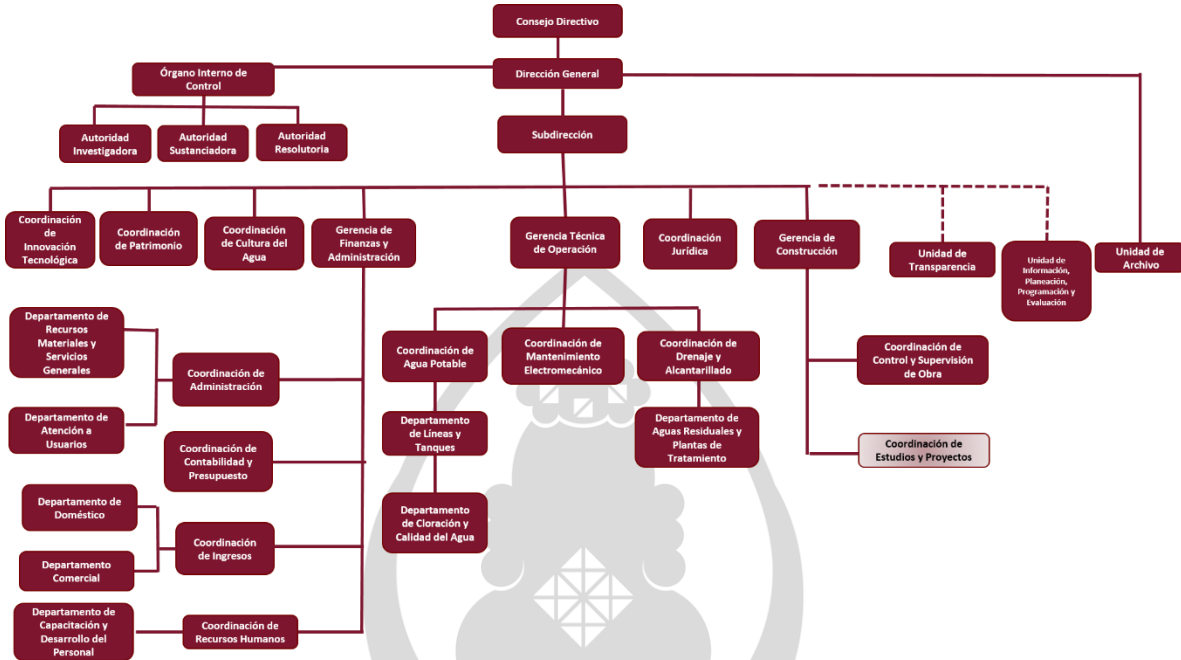 Consejo Directivo
Órgano Interno de
Control
Dirección General
Autoridad
Investigadora
Autoridad
Sustanciadora
Autoridad
Resolutoria
Subdirección
Coordinación
de
Innovación
Tecnológica
Coordinación
de Patrimonio
Coordinación
de Cultura del
Agua
Gerencia de
Finanzas y
Administración
Gerencia Técnica
de Operación
Coordinación
Jurídica
Gerencia de
Construcción
Unidad de
Transparencia
Unidad de
Información,
Planeación,
Programación y
Evaluación
Unidad de
Archivo
Departamento de
Recursos
Materiales y
Servicios
Generales
Coordinación de
Administración
Departamento de
Atención a
Usuarios
Coordinación de
Contabilidad y
Presupuesto
Departamento de
Doméstico
Coordinación
de Ingresos
Departamento
Comercial
Departamento de
Capacitación y
Desarrollo del
Personal
Coordinación de
Recursos Humanos
Coordinación de
Agua Potable
Coordinación de
Mantenimiento
Electromecánico
Coordinación de
Drenaje y
Alcantarillado
Departamento
de Líneas y
Tanques
Departamento de
Aguas Residuales y
Plantas de
Tratamiento
Departamento
de Cloración y
Calidad del Agua
Coordinación de
Control y Supervisión
de Obra
Coordinación de
Estudios y Proyectos